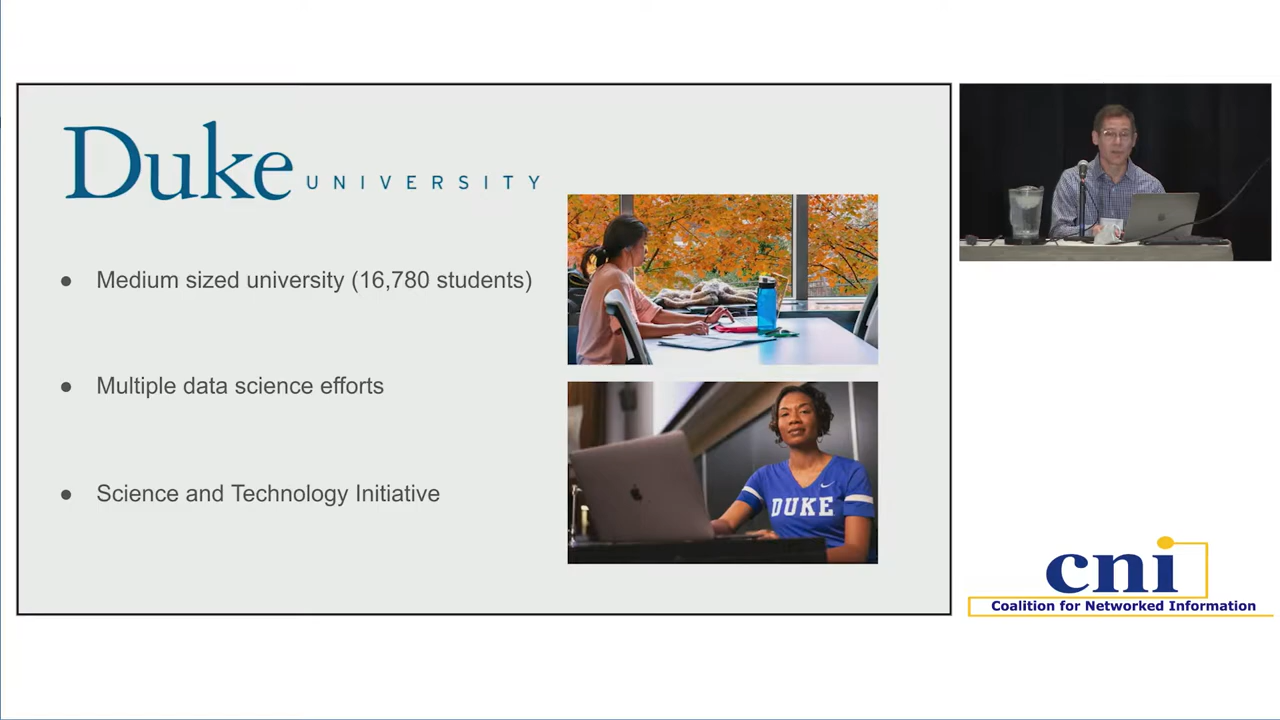 Duke UNIVERSITY
● Medium sized university (16,780 students)
● Multiple data science efforts
● Science and Technology Initiative
DUKE
cni
Coalition for Networked Information